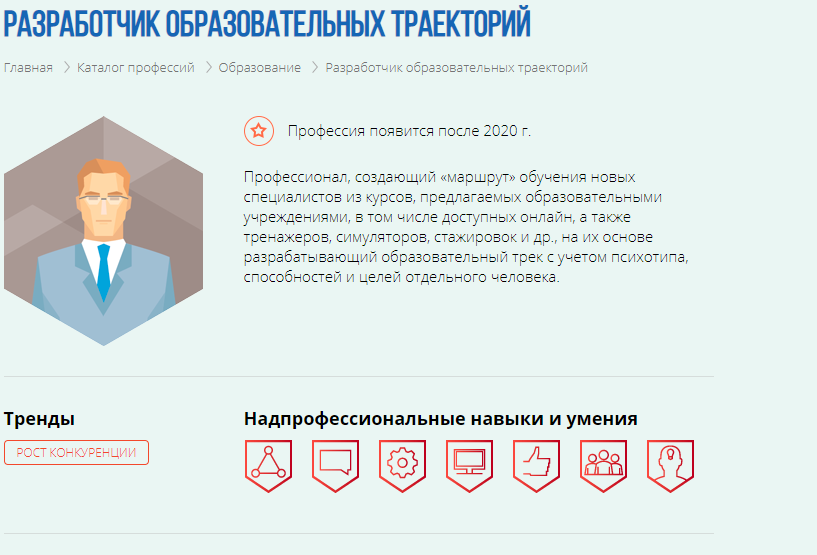 РАЗРАБОТЧИК ОБРАЗОВАТЕЛЬНЫХ ТРАЕКТОРИЙ
Главная > Каталог профессий > Образование > Разработчик образовательных траекторий
Профессия появится после 2020 г.
Профессионал, создающий «маршрут» обучения новых
специалистов из курсов, предлагаемых образовательными
учреждениями, в том числе доступных онлайн, а также
тренажеров, симуляторов, стажировок и др., на их основе
разрабатывающий образовательный трек с учетом психотипа,
способностей и целей отдельного человека.
Тренды
РОСТ КОНКУРЕНЦИИ
Надпрофессиональные навыки и умения